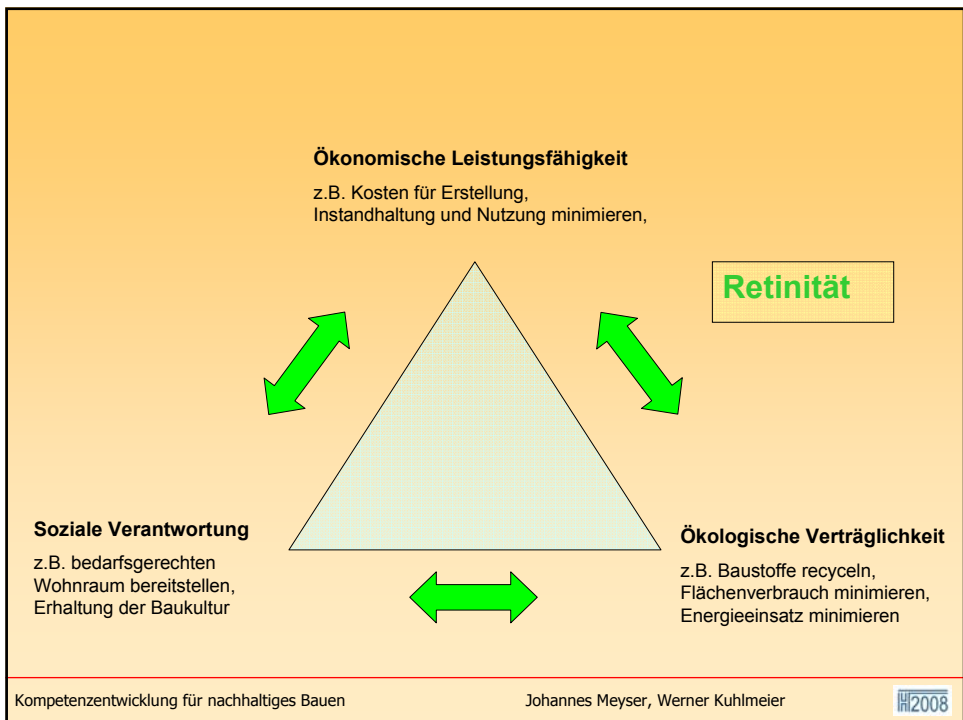 Ökonomische Leistungsfähigkeit
z.B. Kosten für Erstellung,
Instandhaltung und Nutzung minimieren,
Retinität
Soziale Verantwortung
z.B. bedarfsgerechten
Wohnraum bereitstellen,
Erhaltung der Baukultur
Ökologische Verträglichkeit
z.B. Baustoffe recyceln,
Flächenverbrauch minimieren,
Energieeinsatz minimieren
Kompetenzentwicklung für nachhaltiges Bauen
Johannes Meyser, Werner Kuhlmeier
2008